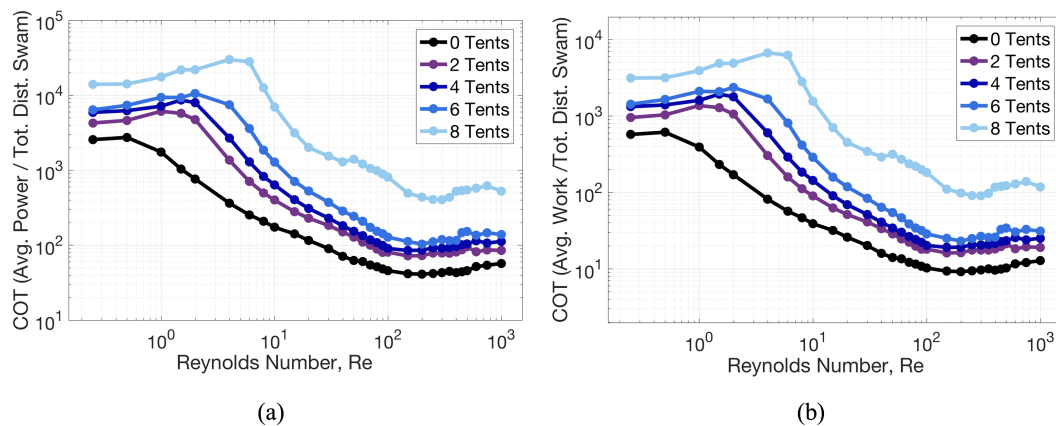 COT (Avg. Power / Tot. Dist. Swam)
10^5
10^4
10^3
10^2
10^1
0 Tents
2 Tents
4 Tents
6 Tents
8 Tents
10^0 10^1 10^2 10^3
Reynolds Number, Re
(a)
COT (Avg. Work /Tot. Dist. Swam)
10^4
10^3
10^2
10^1
0 Tents
2 Tents
4 Tents
6 Tents
8 Tents
10^0 10^1 10^2 10^3
Reynolds Number, Re
(b)